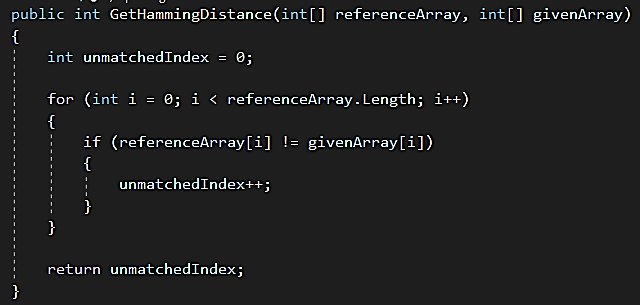 public int GetHammingDistance(int[] referenceArray, int[] givenArray)
{
int unmatchedIndex = 0;
for (int i = 0; i < referenceArray.Length; i++)
{
if (referenceArray[i] != givenArray[i])
{
unmatchedIndex++;
}
}
return unmatchedIndex;
}